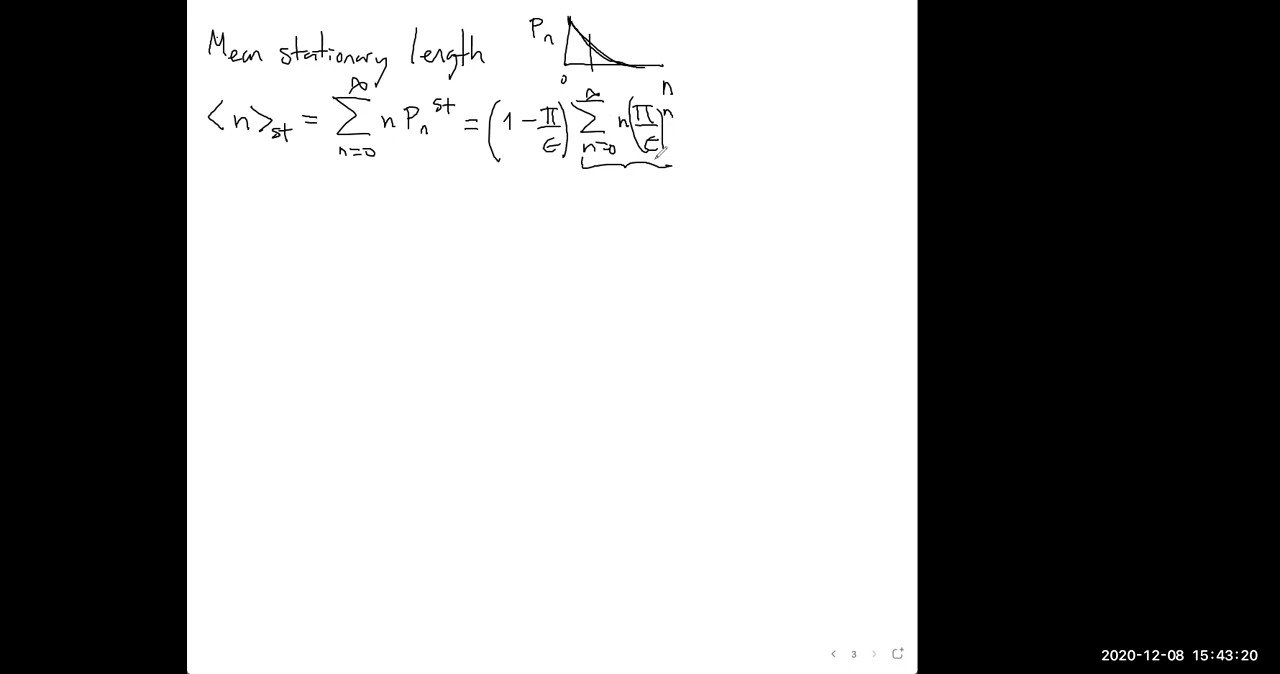 Mean stationary length
P_n
0
n
⟨n⟩_st = ∑_{n=0}^{∞} n P_n^{st} = (1 - π/ε) ∑_{n=0}^{∞} n (π/ε)^n
< 3 >
2020-12-08 15:43:20